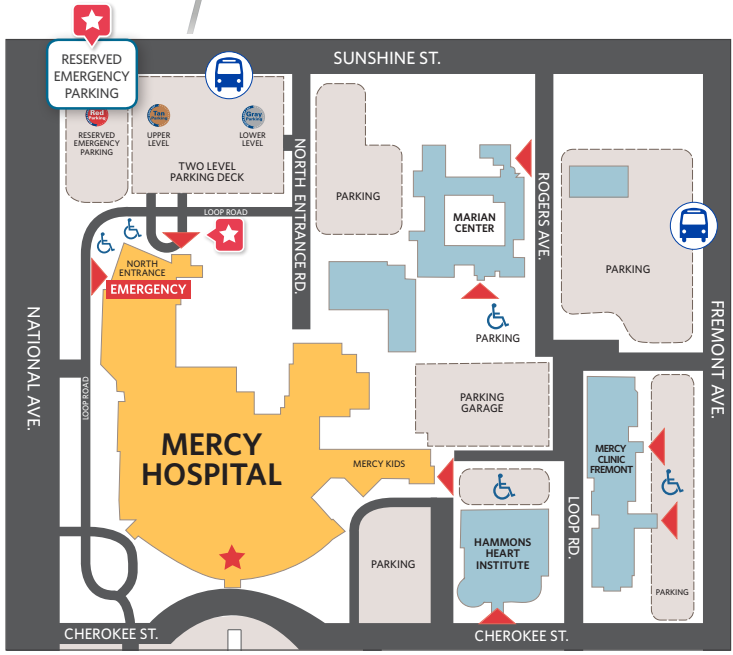 SUNSHINE ST.
RESERVED
EMERGENCY
PARKING
Red
Parking
RESERVED
EMERGENCY
PARKING
Tan
Parking
UPPER
LEVEL
Gray
Parking
LOWER
LEVEL
TWO LEVEL
PARKING DECK
LOOP ROAD
NORTH ENTRANCE RD.
PARKING
MARIAN
CENTER
ROGERS AVE.
PARKING
NORTH
ENTRANCE
EMERGENCY
PARKING
NATIONAL AVE.
FREMONT AVE.
LOOP ROAD
PARKING
GARAGE
MERCY
HOSPITAL
MERCY KIDS
MERCY
CLINIC
FREMONT
LOOP RD.
HAMMONS
HEART
INSTITUTE
PARKING
PARKING
CHEROKEE ST.
CHEROKEE ST.